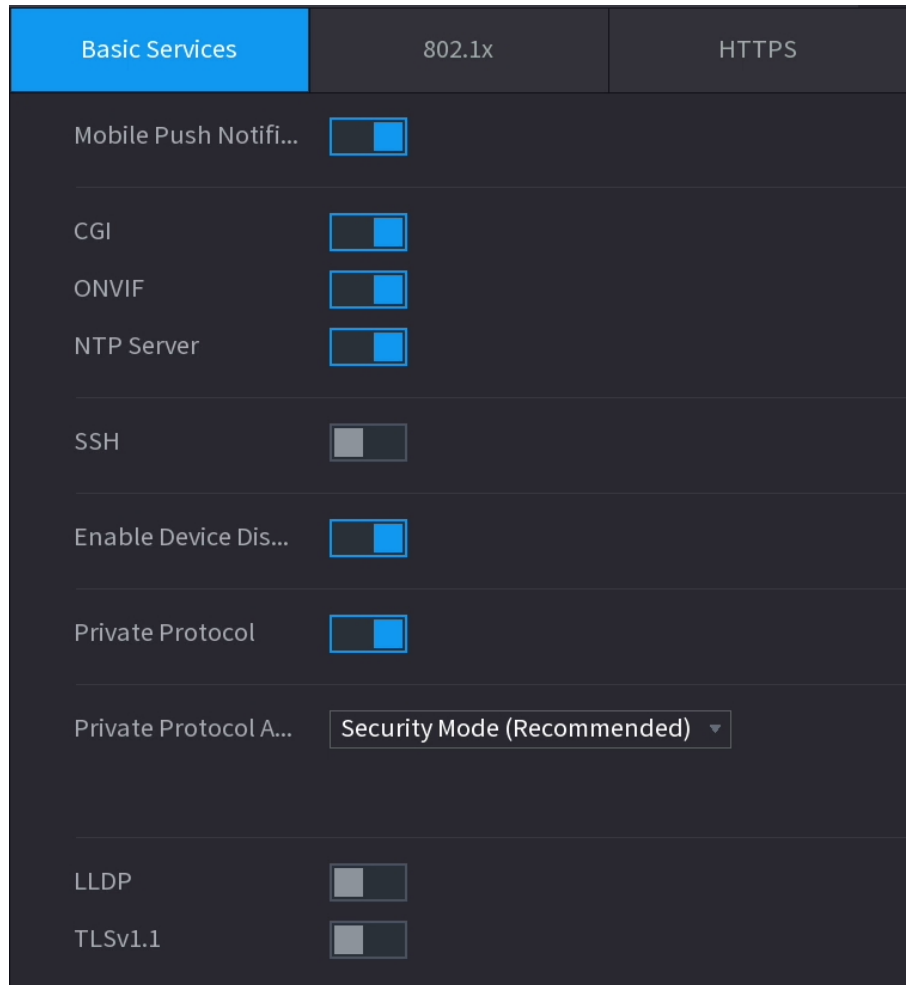 Basic Services 802.1x HTTPS
Mobile Push Notifi...
CGI
ONVIF
NTP Server
SSH
Enable Device Dis...
Private Protocol
Private Protocol A... Security Mode (Recommended)
LLDP
TLSv1.1